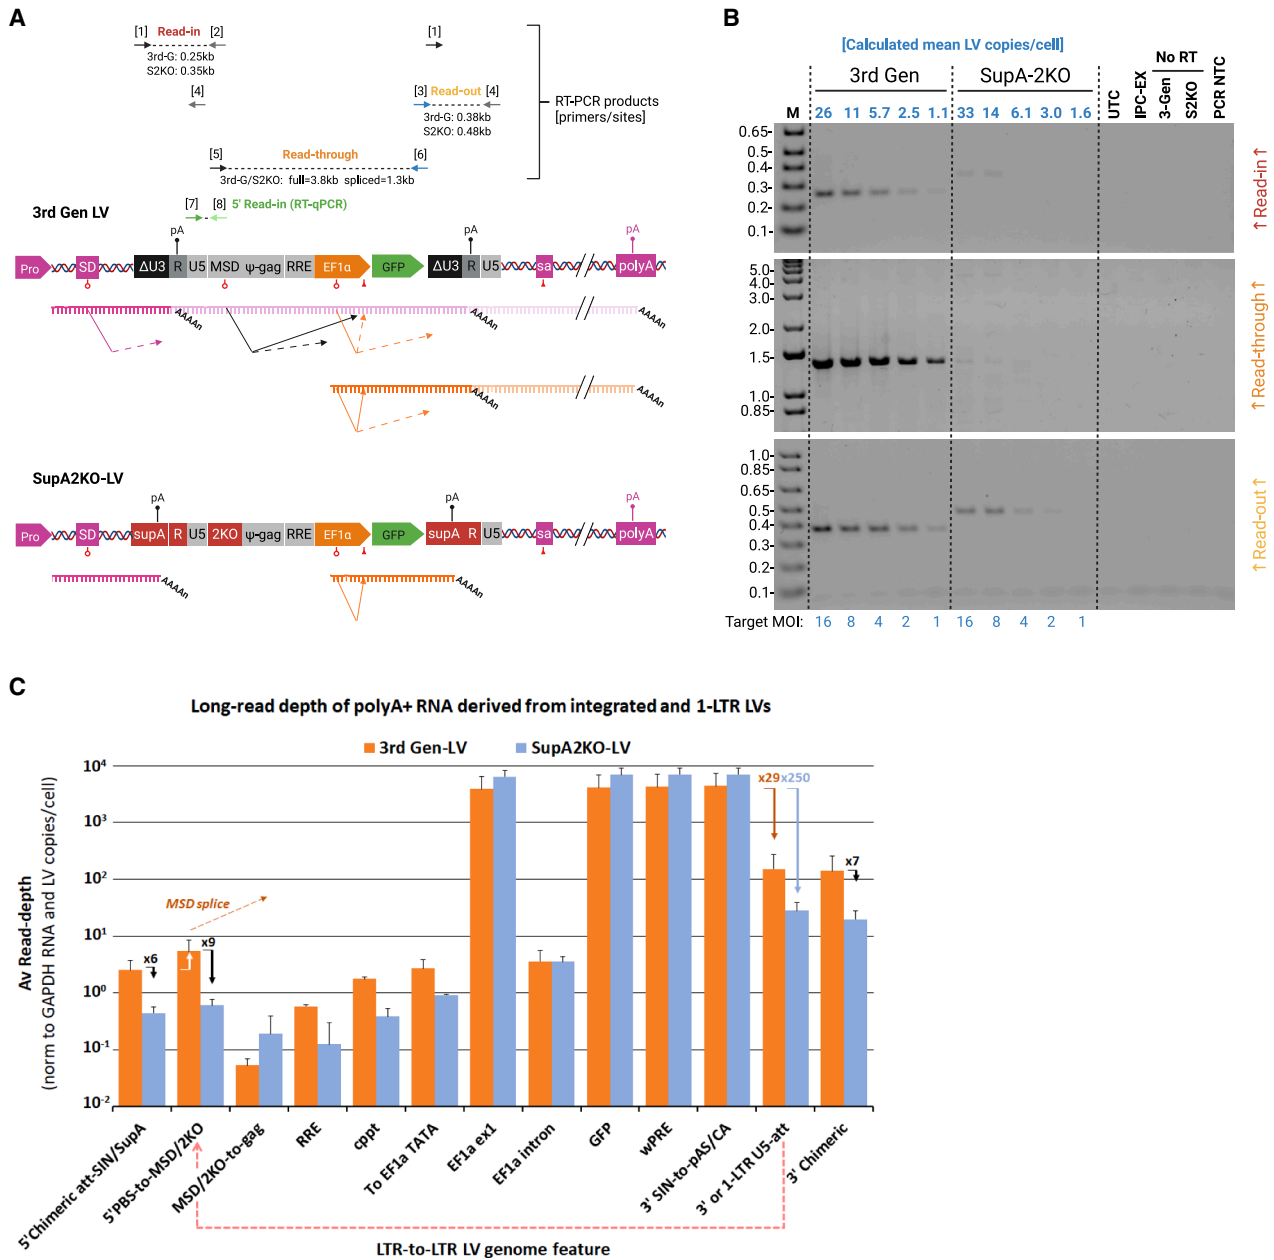 A
[1] Read-in [2]
3rd-G: 0.25kb
S2KO: 0.35kb
[4]
[1]
[3] Read-out [4]
3rd-G: 0.38kb
S2KO: 0.48kb
RT-PCR products
[primers/sites]
[5] Read-through [6]
3rd-G/S2KO: full=3.8kb spliced=1.3kb
[7] [8] 5' Read-in (RT-qPCR)
3rd Gen LV
pA pA pA
Pro SD ΔU3 R U5 MSD ψ-gag RRE EF1α GFP ΔU3 R U5 sa polyA
AAAAn AAAAn AAAAn
AAAAn AAAAn
SupA2KO-LV
pA pA pA
Pro SD supA R U5 2KO ψ-gag RRE EF1α GFP supA R U5 sa polyA
AAAAn AAAAn
B
[Calculated mean LV copies/cell]
3rd Gen SupA-2KO No RT
M 26 11 5.7 2.5 1.1 33 14 6.1 3.0 1.6 UTC IPC-EX 3-Gen S2KO PCR NTC
0.65-
0.5-
0.4-
0.3-
0.2-
0.1-
↑Read-in↑
5.0-
4.0-
3.0-
2.0-
1.5-
1.0-
0.85-
↑Read-through↑
1.0-
0.85-
0.65-
0.5-
0.4-
0.3-
0.2-
0.1-
↑Read-out↑
Target MOI: 16 8 4 2 1 16 8 4 2 1
C
Long-read depth of polyA+ RNA derived from integrated and 1-LTR LVs
3rd Gen-LV SupA2KO-LV
Av Read-depth
(norm to GAPDH RNA and LV copies/cell)
10^4
10^3
10^2
10^1
10^0
10^-1
10^-2
x29 x250
x7
MSD splice
x6
x9
5'Chimeric att-SIN/SupA
5'PBS-to-MSD/2KO
MSD/2KO-to-gag
RRE
cppt
To EF1a TATA
EF1a ex1
EF1a intron
GFP
wPRE
3' SIN-to-pAS/CA
3' or 1-LTR U5-att
3' Chimeric
LTR-to-LTR LV genome feature